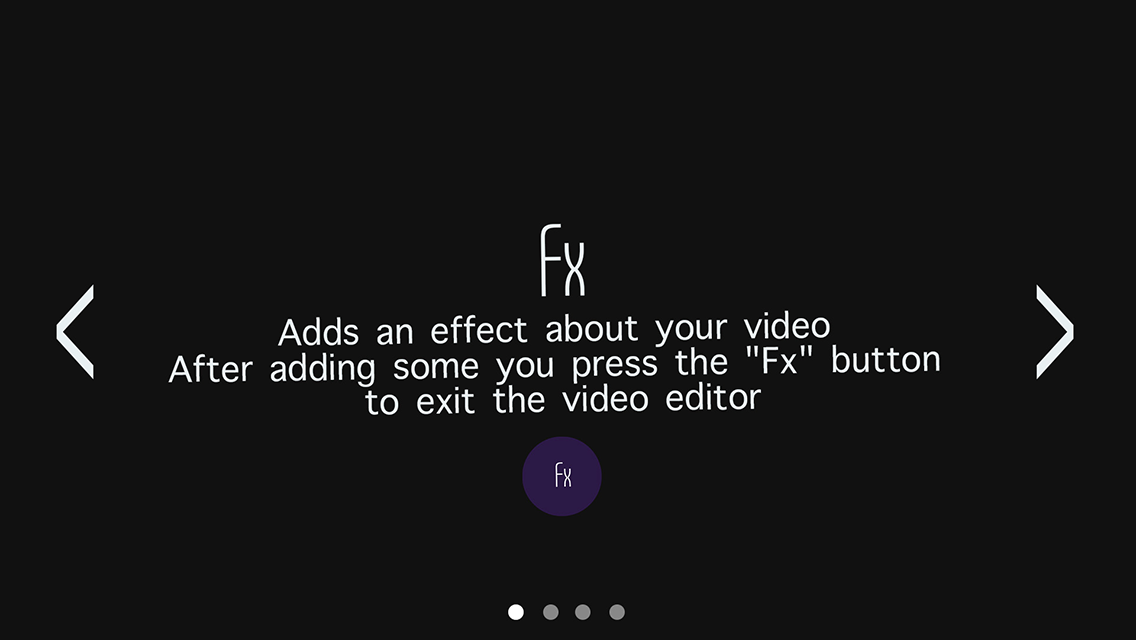 Fx
Adds an effect about your video
After adding some you press the "Fx" button
to exit the video editor
Fx